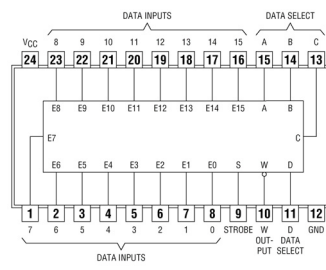 DATA INPUTS DATA SELECT
VCC 8 9 10 11 12 13 14 15 A B C
24 23 22 21 20 19 18 17 16 15 14 13
E8 E9 E10 E11 E12 E13 E14 E15 A B
E7 C
E6 E5 E4 E3 E2 E1 E0 S W D
1 2 3 4 5 6 7 8 9 10 11 12
7 6 5 4 3 2 1 0 STROBE W D GND
OUT- DATA
PUT SELECT
DATA INPUTS